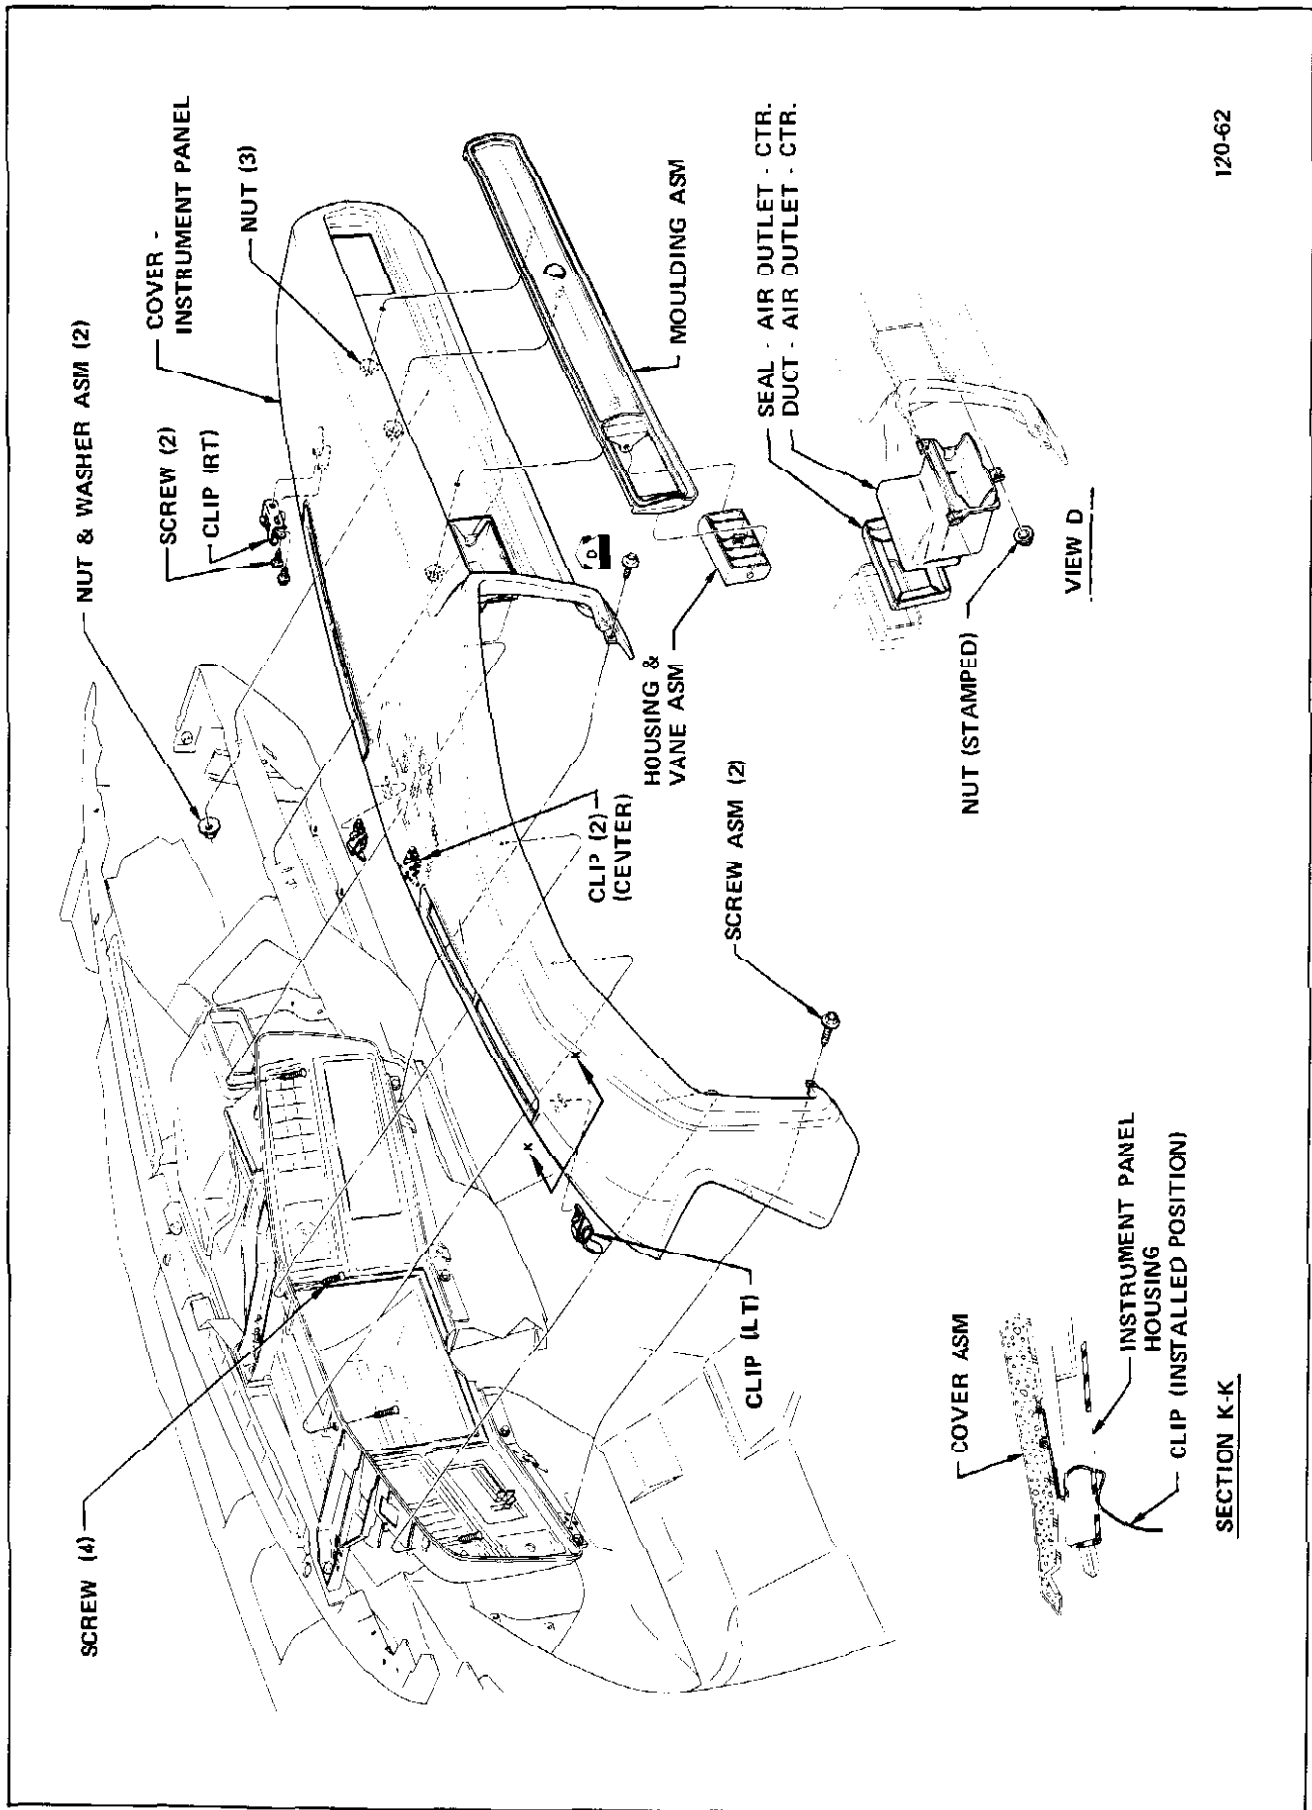 NUT & WASHER ASM (2)
SCREW (2)
CLIP (RT)
COVER -
INSTRUMENT PANEL
NUT (3)
SCREW (4)
MOULDING ASM
CLIP (2)
(CENTER)
HOUSING &
VANE ASM
D
SEAL - AIR OUTLET - CTR.
DUCT - AIR OUTLET - CTR.
K
K
CLIP (LT)
SCREW ASM (2)
NUT (STAMPED)
VIEW D
COVER ASM
INSTRUMENT PANEL
HOUSING
CLIP (INSTALLED POSITION)
SECTION K-K
120-62